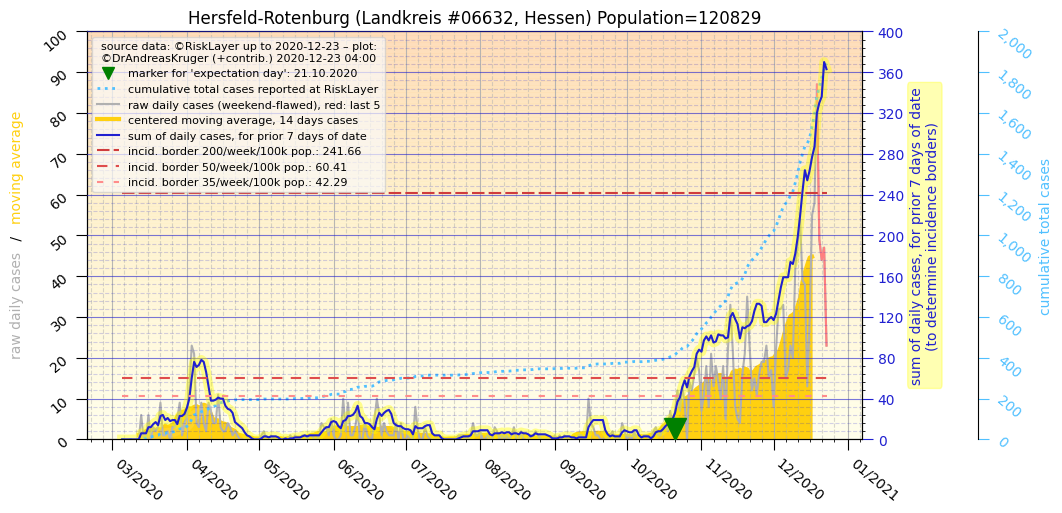 Hersfeld-Rotenburg (Landkreis #06632, Hessen) Population=120829
source data: ©RiskLayer up to 2020-12-23 – plot:
©DrAndreasKruger (+contrib.) 2020-12-23 04:00
marker for 'expectation day': 21.10.2020
cumulative total cases reported at RiskLayer
raw daily cases (weekend-flawed), red: last 5
centered moving average, 14 days cases
sum of daily cases, for prior 7 days of date
incid. border 200/week/100k pop.: 241.66
incid. border 50/week/100k pop.: 60.41
incid. border 35/week/100k pop.: 42.29
raw daily cases / moving average
100
90
80
70
60
50
40
30
20
10
0
03/2020
04/2020
05/2020
06/2020
07/2020
08/2020
09/2020
10/2020
11/2020
12/2020
01/2021
400
360
320
280
240
200
160
120
80
40
0
sum of daily cases, for prior 7 days of date
(to determine incidence borders)
2,000
1,800
1,600
1,400
1,200
1,000
800
600
400
200
0
cumulative total cases